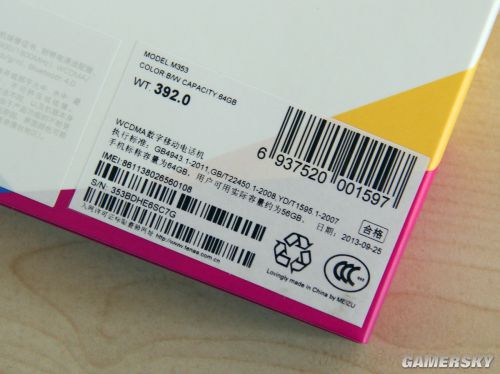 MODEL:M353
COLOR:B/W CAPACITY:64GB
WT. 392.0
6 937520 001597
WCDMA数字移动电话机
执行标准: GB4943.1-2011,GB/T22450.1-2008,YD/T1595.1-2007
手机标称容量为64GB, 用户可用实际容量约为56GB, 日期:
2013-09-25
合格
IMEI:861138026560108
S/N: 353BDHE6SC7G
Lovingly made in China by MEIZU
CCC
GAMERSKY